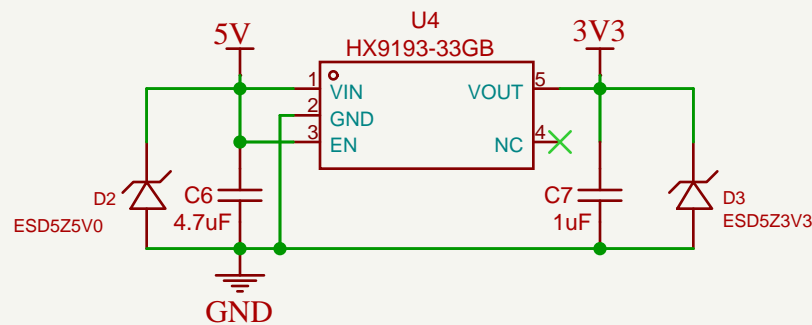 U4
5V
HX9193-33GB
3V3
1
VIN
VOUT
5
2
GND
3
EN
NC
4
D2
ESD5Z5V0
C6
4.7uF
C7
1uF
D3
ESD5Z3V3
GND